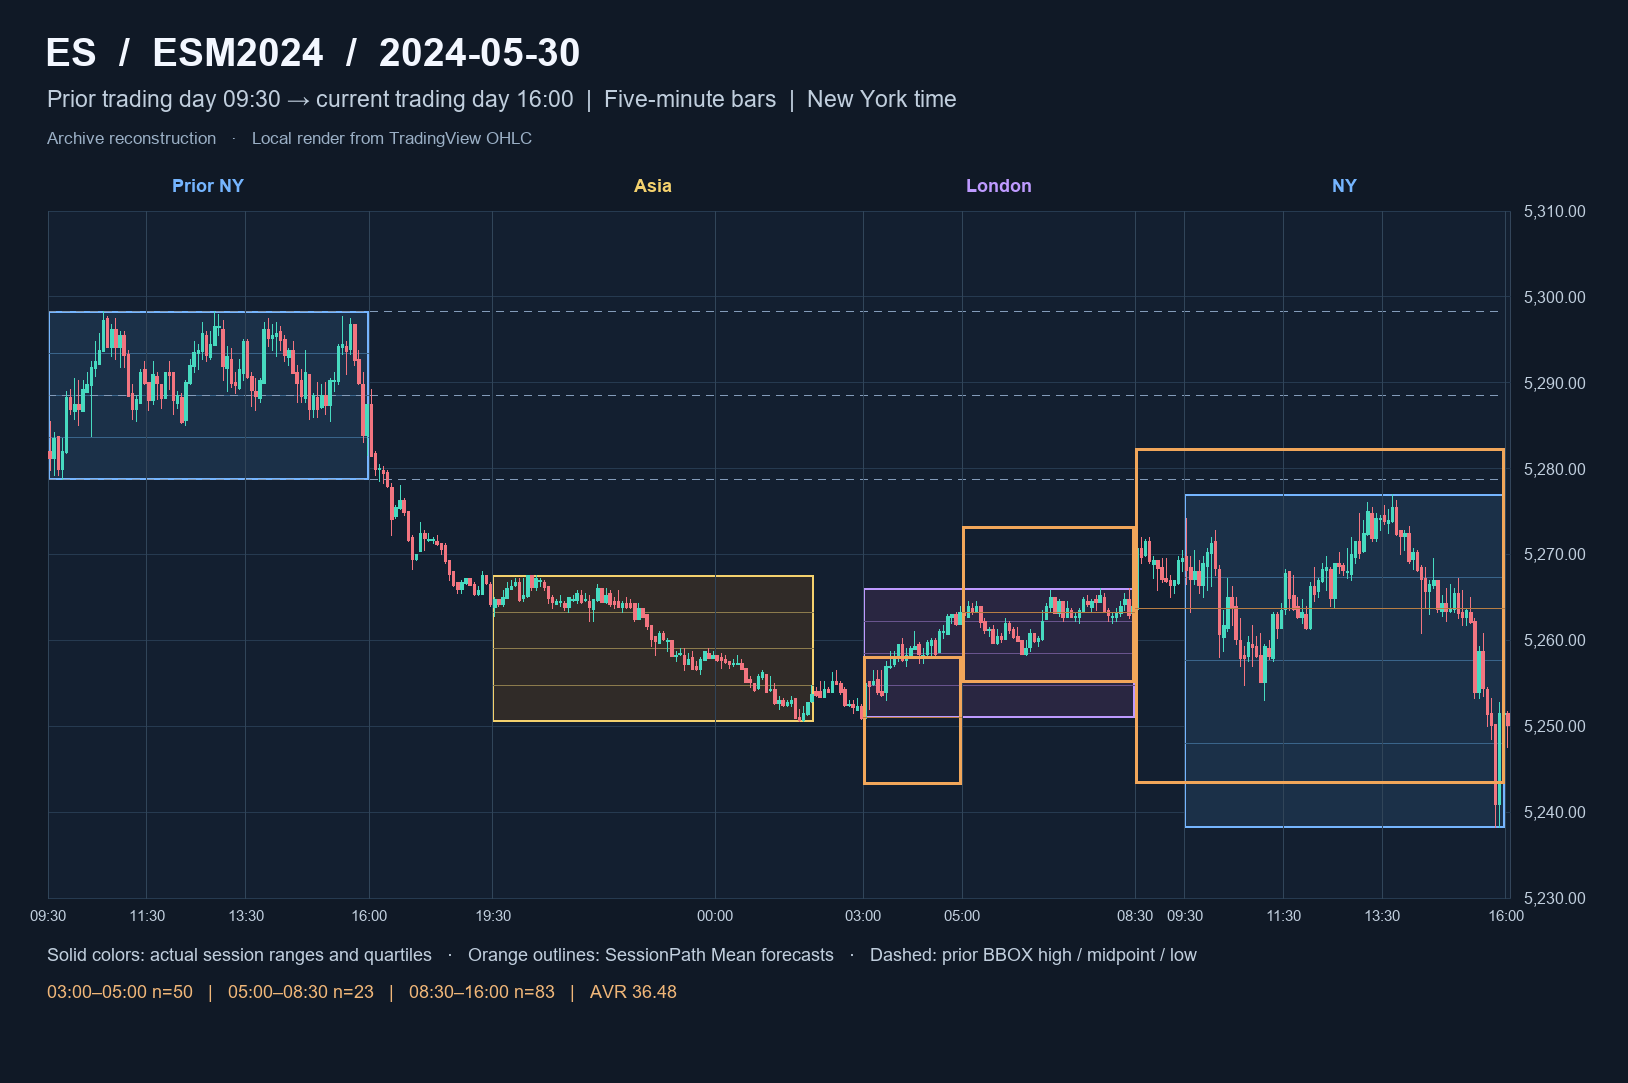 ES / ESM2024 / 2024-05-30
Prior trading day 09:30 → current trading day 16:00 | Five-minute bars | New York time
Archive reconstruction · Local render from TradingView OHLC
Prior NY Asia London NY
5,310.00
5,300.00
5,290.00
5,280.00
5,270.00
5,260.00
5,250.00
5,240.00
5,230.00
09:30 11:30 13:30 16:00 19:30 00:00 03:00 05:00 08:30 09:30 11:30 13:30 16:00
Solid colors: actual session ranges and quartiles · Orange outlines: SessionPath Mean forecasts · Dashed: prior BBOX high / midpoint / low
03:00–05:00 n=50 | 05:00–08:30 n=23 | 08:30–16:00 n=83 | AVR 36.48